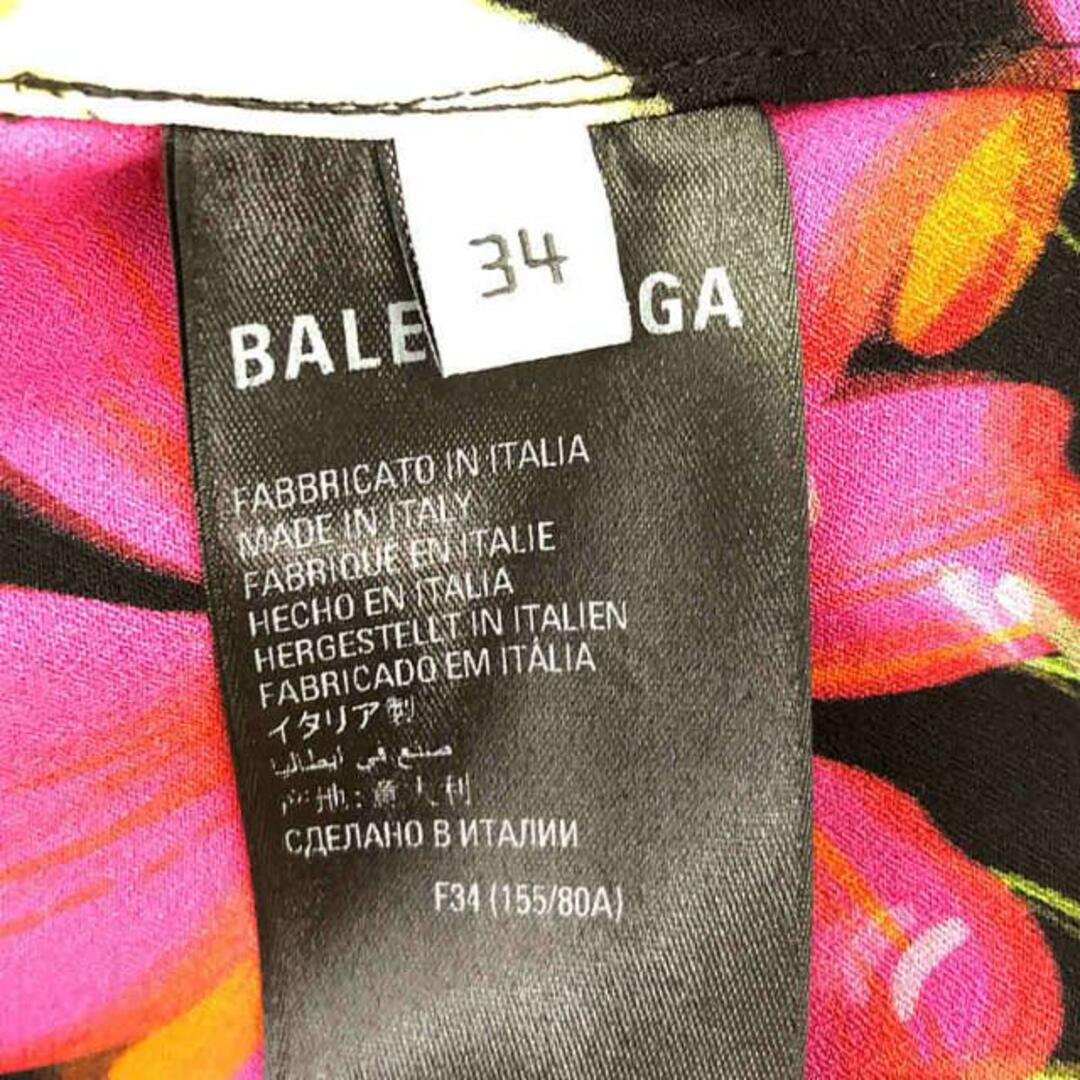 34
BALE GA
FABBRICATO IN ITALIA
MADE IN ITALY
FABRIQUE EN ITALIE
HECHO EN ITALIA
HERGESTELLT IN ITALIEN
FABRICADO EM ITÁLIA
イタリア製
صنع في ايطاليا
产地：意大利
СДЕЛАНО В ИТАЛИИ
F34 (155/80A)